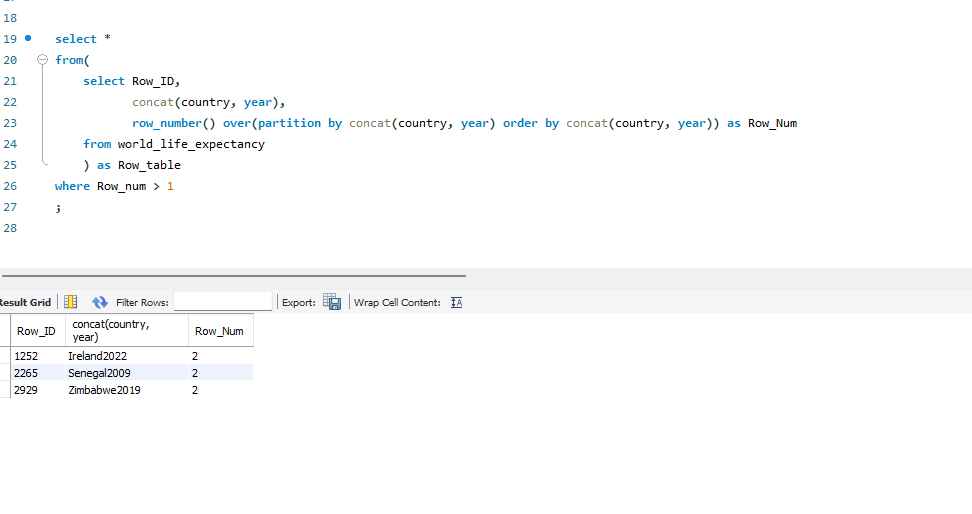 18
19 select *
20 from(
21 select Row_ID,
22 concat(country, year),
23 row_number() over(partition by concat(country, year) order by concat(country, year)) as Row_Num
24 from world_life_expectancy
25 ) as Row_table
26 where Row_num > 1
27 ;
28
Result Grid Filter Rows: Export: Wrap Cell Content: IA
Row_ID concat(country, year) Row_Num
1252 Ireland2022 2
2265 Senegal2009 2
2929 Zimbabwe2019 2